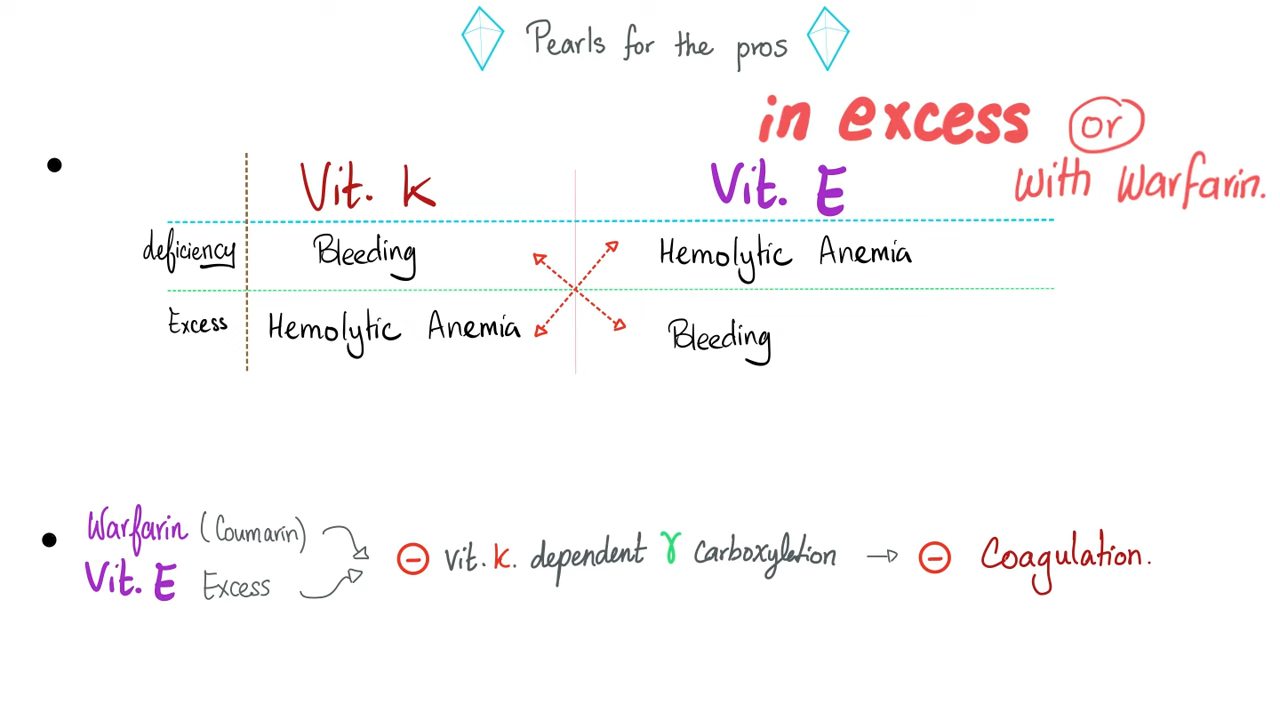 Pearls for the pros
in excess or
with Warfarin.
Vit. K Vit. E
deficiency Bleeding Hemolytic Anemia
Excess Hemolytic Anemia Bleeding
Warfarin (Coumarin)
Vit. E Excess
⊖ vit. K. dependent γ carboxylation → ⊖ Coagulation.